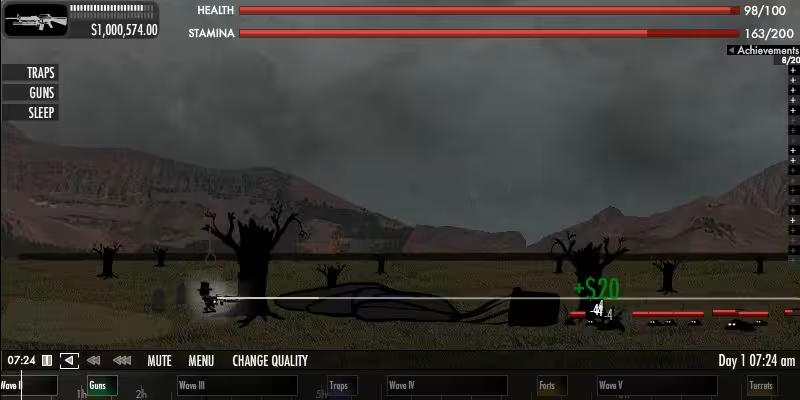 HEALTH 98/100
$1,000,574.00
STAMINA 163/200
Achievements
8/20
TRAPS
GUNS
SLEEP
+$20
-4
07:24 MUTE MENU CHANGE QUALITY Day 1 07:24 am
Wave II Guns Wave III Traps Wave IV Forts Wave V Turrets
1h 2h